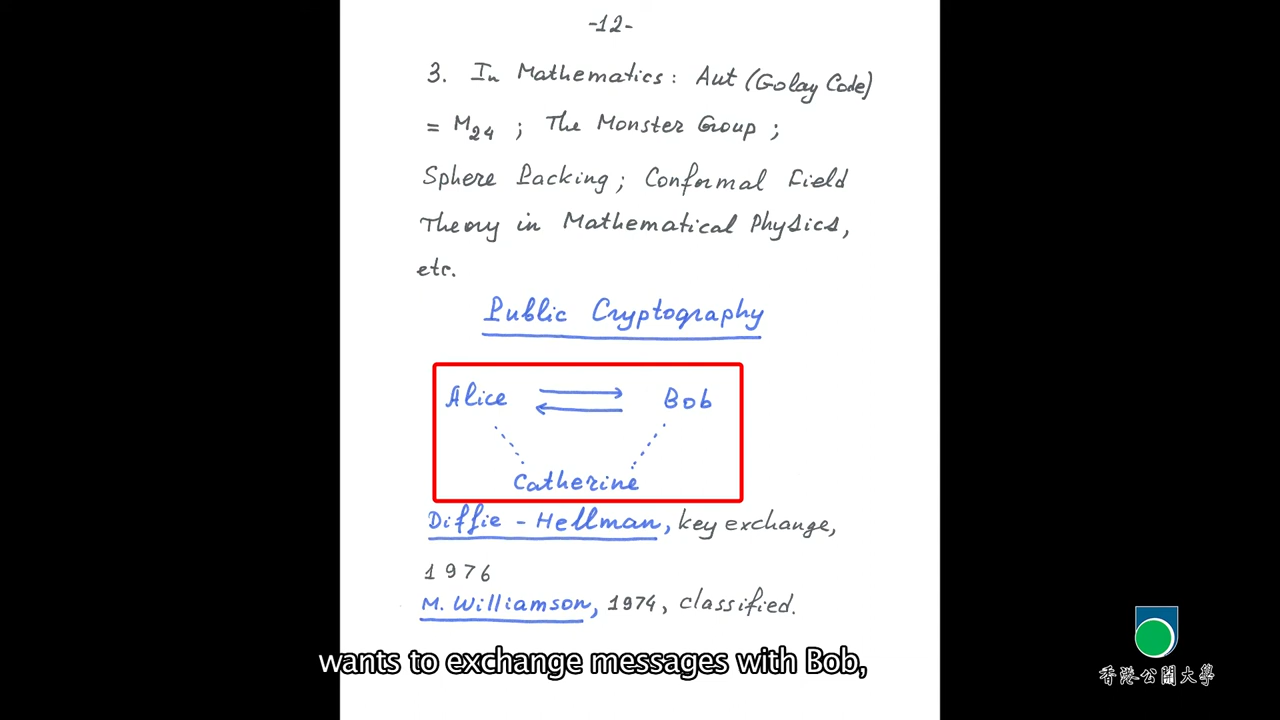 -12-
3. In Mathematics: Aut (Golay Code)
= M24 ; The Monster Group ;
Sphere Packing; Conformal Field
Theory in Mathematical Physics,
etc.
Public Cryptography
Alice Bob
Catherine
Diffie - Hellman, key exchange,
1976
M. Williamson, 1974, classified.
wants to exchange messages with Bob,
香港公開大學